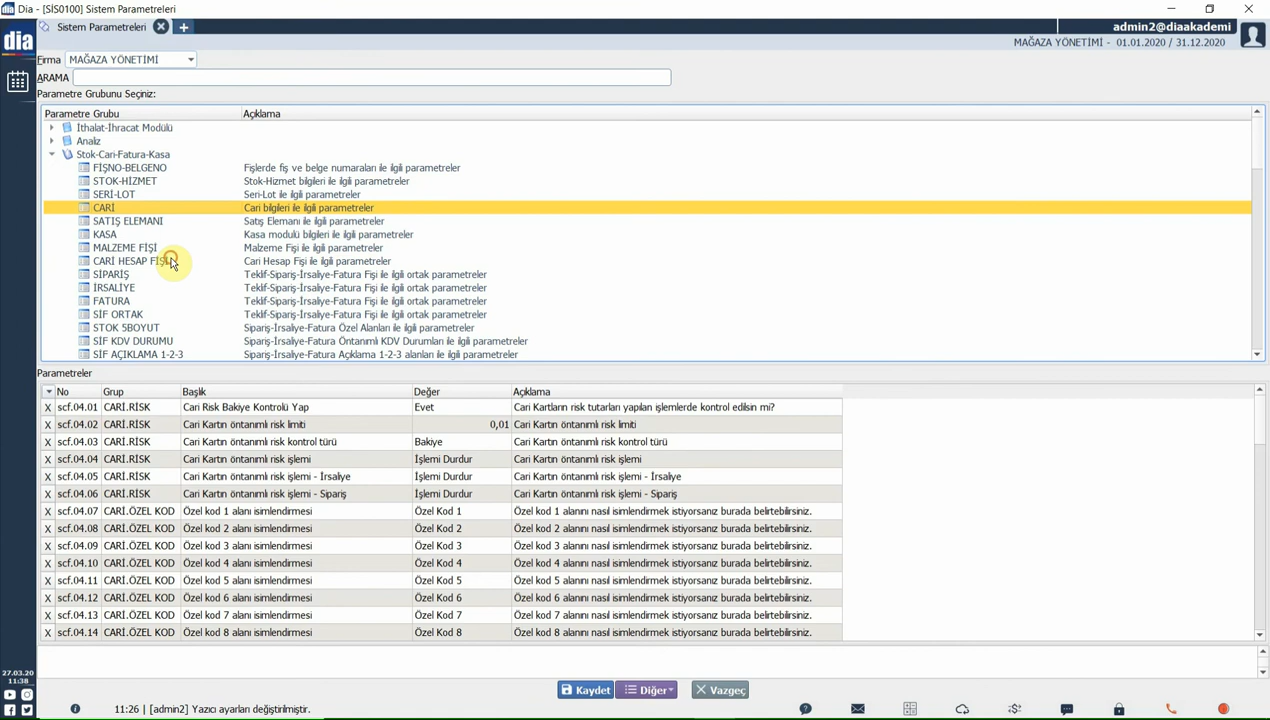 Dia - [SİS0100] Sistem Parametreleri
Sistem Parametreleri
admin2@diaakademi
dia
MAĞAZA YÖNETİMİ - 01.01.2020 / 31.12.2020
Firma MAĞAZA YÖNETİMİ
ARAMA
Parametre Grubunu Seçiniz:
Parametre Grubu Açıklama
İthalat-İhracat Modülü
Analiz
Stok-Cari-Fatura-Kasa
FİŞNO-BELGENO Fişlerde fiş ve belge numaraları ile ilgili parametreler
STOK-HİZMET Stok-Hizmet bilgileri ile ilgili parametreler
SERİ-LOT Seri-Lot ile ilgili parametreler
CARİ Cari bilgileri ile ilgili parametreler
SATIŞ ELEMANI Satış Elemanı ile ilgili parametreler
KASA Kasa modulü bilgileri ile ilgili parametreler
MALZEME FİŞİ Malzeme Fişi ile ilgili parametreler
CARİ HESAP FİŞİ Cari Hesap Fişi ile ilgili parametreler
SİPARİŞ Teklif-Sipariş-İrsaliye-Fatura Fişi ile ilgili ortak parametreler
İRSALİYE Teklif-Sipariş-İrsaliye-Fatura Fişi ile ilgili ortak parametreler
FATURA Teklif-Sipariş-İrsaliye-Fatura Fişi ile ilgili ortak parametreler
SİF ORTAK Teklif-Sipariş-İrsaliye-Fatura Fişi ile ilgili ortak parametreler
STOK 5BOYUT Sipariş-İrsaliye-Fatura Özel Alanları ile ilgili parametreler
SİF KDV DURUMU Sipariş-İrsaliye-Fatura Öntanımlı KDV Durumları ile ilgili parametreler
SİF AÇIKLAMA 1-2-3 Sipariş-İrsaliye-Fatura Açıklama 1-2-3 alanları ile ilgili parametreler
Parametreler
No Grup Başlık Değer Açıklama
X scf.04.01 CARİ.RİSK Cari Risk Bakiye Kontrolü Yap Evet Cari Kartların risk tutarları yapılan işlemlerde kontrol edilsin mi?
X scf.04.02 CARİ.RİSK Cari Kartın öntanımlı risk limiti 0,01 Cari Kartın öntanımlı risk limiti
X scf.04.03 CARİ.RİSK Cari Kartın öntanımlı risk kontrol türü Bakiye Cari Kartın öntanımlı risk kontrol türü
X scf.04.04 CARİ.RİSK Cari Kartın öntanımlı risk işlemi İşlemi Durdur Cari Kartın öntanımlı risk işlemi
X scf.04.05 CARİ.RİSK Cari Kartın öntanımlı risk işlemi - İrsaliye İşlemi Durdur Cari Kartın öntanımlı risk işlemi - İrsaliye
X scf.04.06 CARİ.RİSK Cari Kartın öntanımlı risk işlemi - Sipariş İşlemi Durdur Cari Kartın öntanımlı risk işlemi - Sipariş
X scf.04.07 CARİ.ÖZEL KOD Özel kod 1 alanı isimlendirmesi Özel Kod 1 Özel kod 1 alanını nasıl isimlendirmek istiyorsanız burada belirtebilirsiniz.
X scf.04.08 CARİ.ÖZEL KOD Özel kod 2 alanı isimlendirmesi Özel Kod 2 Özel kod 2 alanını nasıl isimlendirmek istiyorsanız burada belirtebilirsiniz.
X scf.04.09 CARİ.ÖZEL KOD Özel kod 3 alanı isimlendirmesi Özel Kod 3 Özel kod 3 alanını nasıl isimlendirmek istiyorsanız burada belirtebilirsiniz.
X scf.04.10 CARİ.ÖZEL KOD Özel kod 4 alanı isimlendirmesi Özel Kod 4 Özel kod 4 alanını nasıl isimlendirmek istiyorsanız burada belirtebilirsiniz.
X scf.04.11 CARİ.ÖZEL KOD Özel kod 5 alanı isimlendirmesi Özel Kod 5 Özel kod 5 alanını nasıl isimlendirmek istiyorsanız burada belirtebilirsiniz.
X scf.04.12 CARİ.ÖZEL KOD Özel kod 6 alanı isimlendirmesi Özel Kod 6 Özel kod 6 alanını nasıl isimlendirmek istiyorsanız burada belirtebilirsiniz.
X scf.04.13 CARİ.ÖZEL KOD Özel kod 7 alanı isimlendirmesi Özel Kod 7 Özel kod 7 alanını nasıl isimlendirmek istiyorsanız burada belirtebilirsiniz.
X scf.04.14 CARİ.ÖZEL KOD Özel kod 8 alanı isimlendirmesi Özel Kod 8 Özel kod 8 alanını nasıl isimlendirmek istiyorsanız burada belirtebilirsiniz.
27.03.20
11:38
Kaydet Diğer Vazgeç
11:26 | [admin2] Yazıcı ayarları değiştirilmiştir.